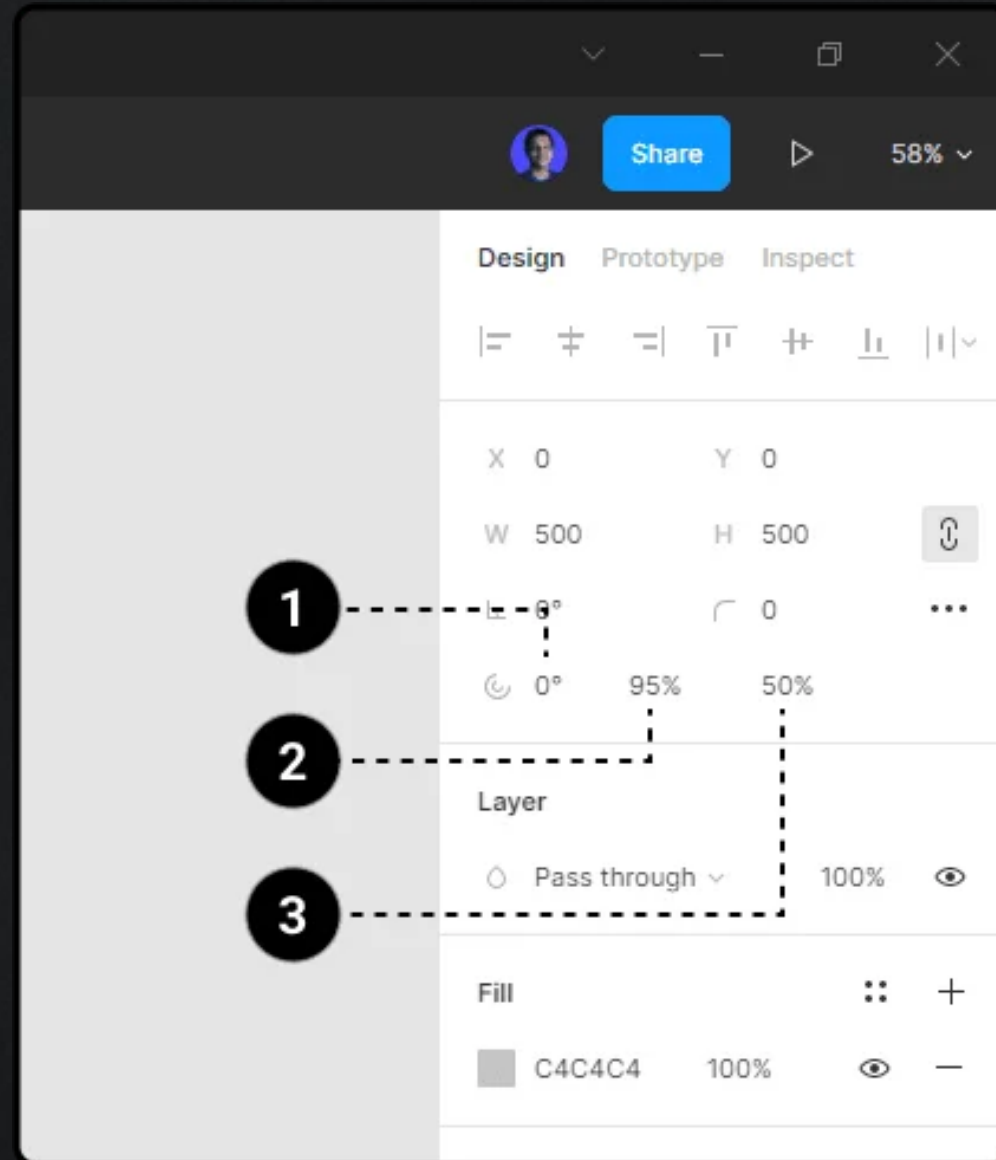 Share
58%
Design Prototype Inspect
X 0 Y 0
W 500 H 500
1
0° 0
0° 95% 50%
2
Layer
Pass through 100%
3
Fill
C4C4C4 100%